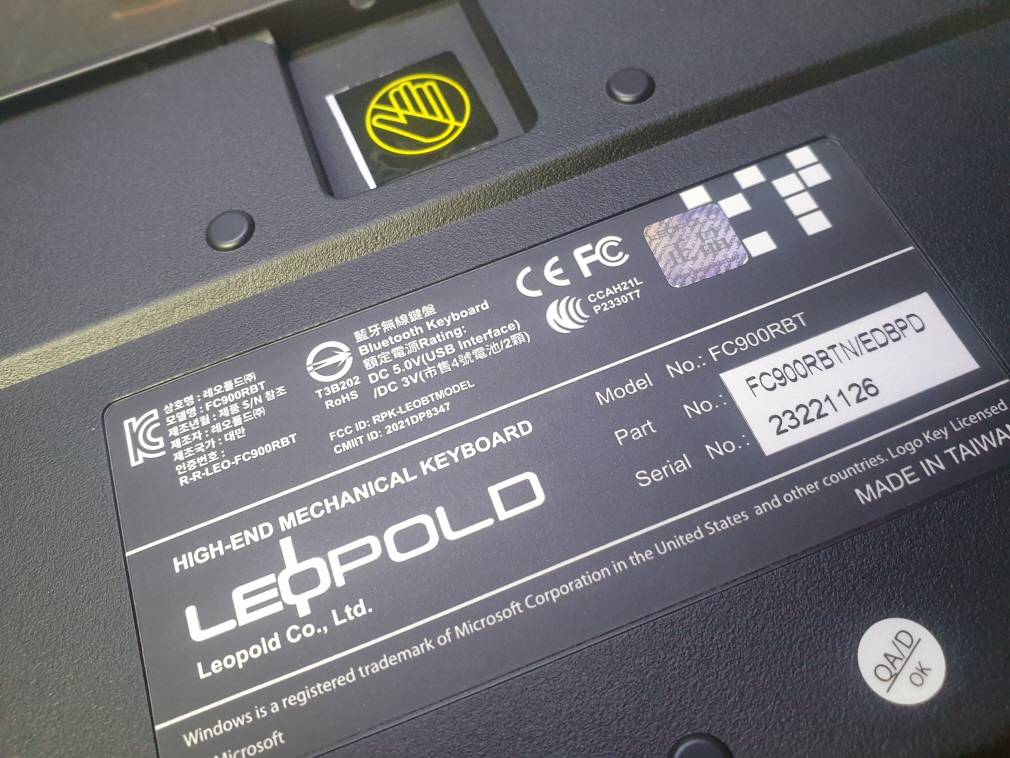 상호명 : 레오폴드㈜
모델명 : FC900RBT
제조년월 : 제품 S/N 참조
제조자 : 레오폴드㈜
제조국가 : 대만
인증번호 :
R-R-LEO-FC900RBT
T3B202
RoHS
藍牙無線鍵盤
Bluetooth Keyboard
額定電源Rating:
DC 5.0V(USB Interface)
/DC 3V(市售4號電池/2顆)
FCC ID: RPK-LEOBTMODEL
CMIIT ID: 2021DP8347
CE FC
CCAH21L
P2330T7
HIGH-END MECHANICAL KEYBOARD
LEOPOLD
Leopold Co., Ltd.
Model No.: FC900RBT
Part No.: FC900RBTN/EDBPD
Serial No.: 23221126
Windows is a registered trademark of Microsoft Corporation in the United States and other countries. Logo Key Licensed
Microsoft
MADE IN TAIWAN
QA/D
OK